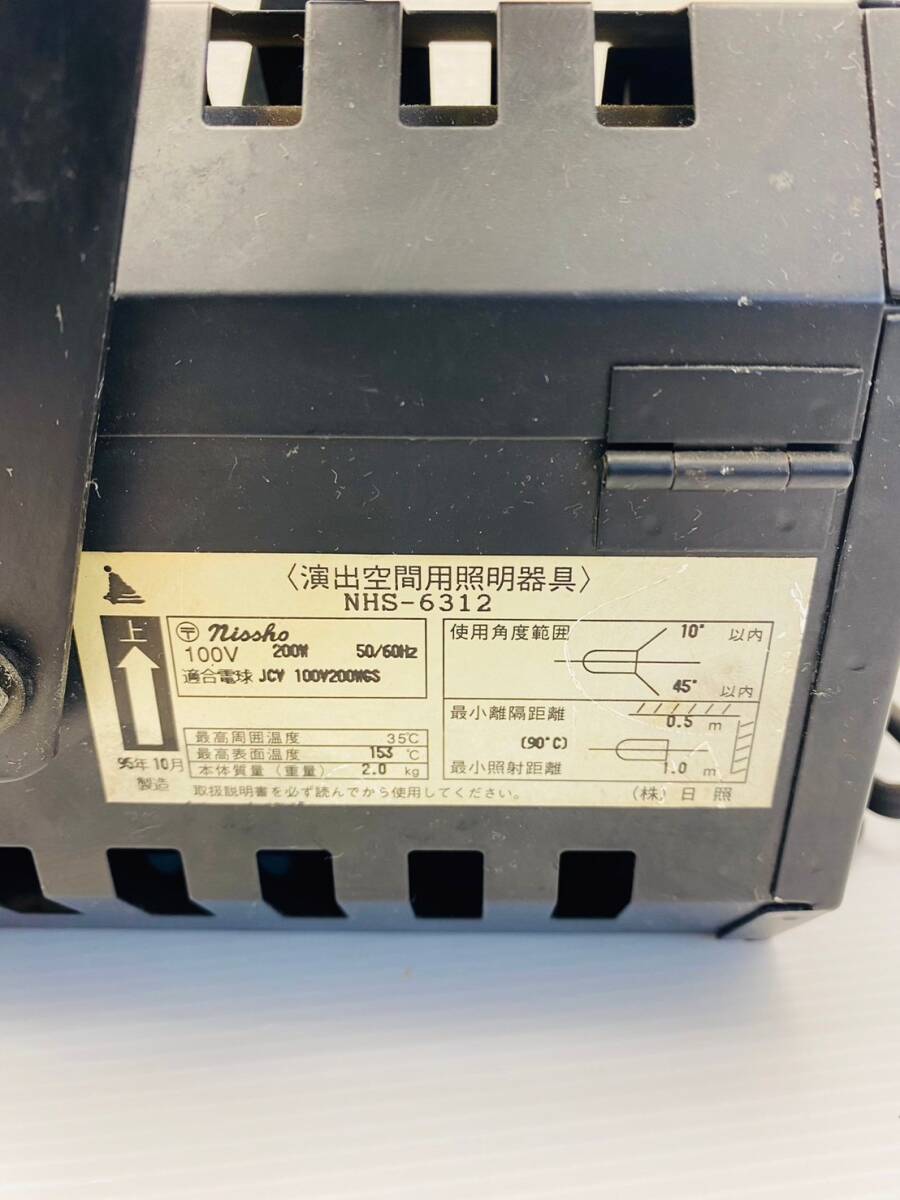 〈演出空間用照明器具〉
NHS-6312
上
〒 nissho
100V 200W 50/60Hz
適合電球 JCV 100V200WGS
最高周囲温度 35℃
最高表面温度 153 ℃
本体質量（重量） 2.0 kg
95年10月
製造
取扱説明書を必ず読んでから使用してください。
使用角度範囲
10° 以内
45° 以内
最小離隔距離 0.5 m
(90°C)
最小照射距離 1.0 m
（株）日 照